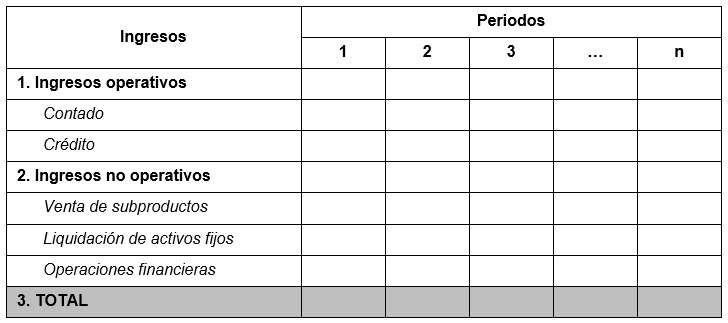 Ingresos
Periodos
1 2 3 … n
1. Ingresos operativos
Contado
Crédito
2. Ingresos no operativos
Venta de subproductos
Liquidación de activos fijos
Operaciones financieras
3. TOTAL